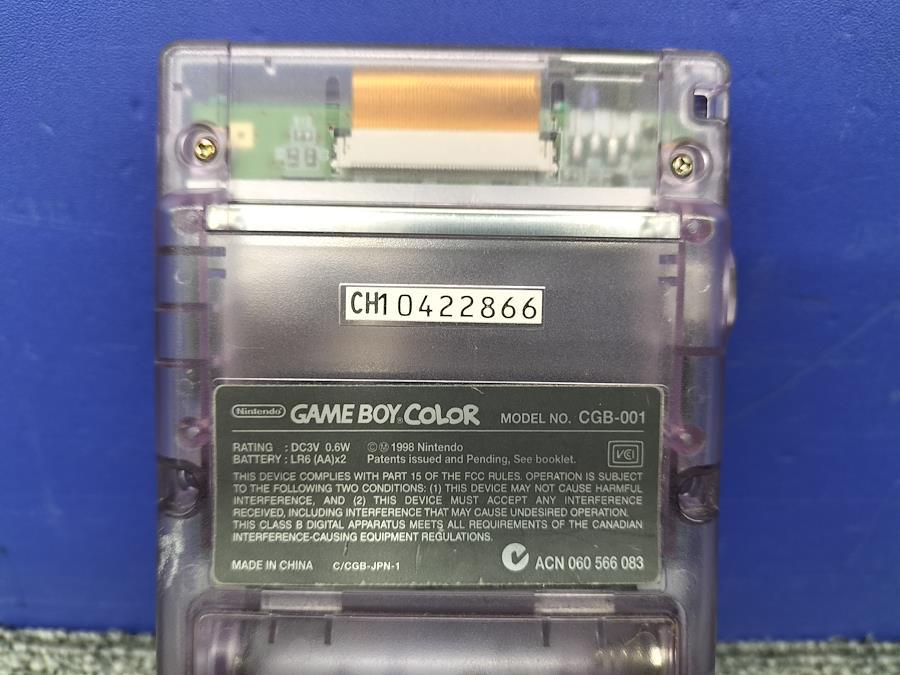 CH10422866
Nintendo GAME BOY COLOR MODEL NO. CGB-001
RATING : DC3V 0.6W ©Ⓜ1998 Nintendo
BATTERY : LR6 (AA)x2 Patents issued and Pending, See booklet.
VCI
THIS DEVICE COMPLIES WITH PART 15 OF THE FCC RULES. OPERATION IS SUBJECT
TO THE FOLLOWING TWO CONDITIONS: (1) THIS DEVICE MAY NOT CAUSE HARMFUL
INTERFERENCE, AND (2) THIS DEVICE MUST ACCEPT ANY INTERFERENCE
RECEIVED, INCLUDING INTERFERENCE THAT MAY CAUSE UNDESIRED OPERATION.
THIS CLASS B DIGITAL APPARATUS MEETS ALL REQUIREMENTS OF THE CANADIAN
INTERFERENCE-CAUSING EQUIPMENT REGULATIONS.
MADE IN CHINA C/CGB-JPN-1 ACN 060 566 083